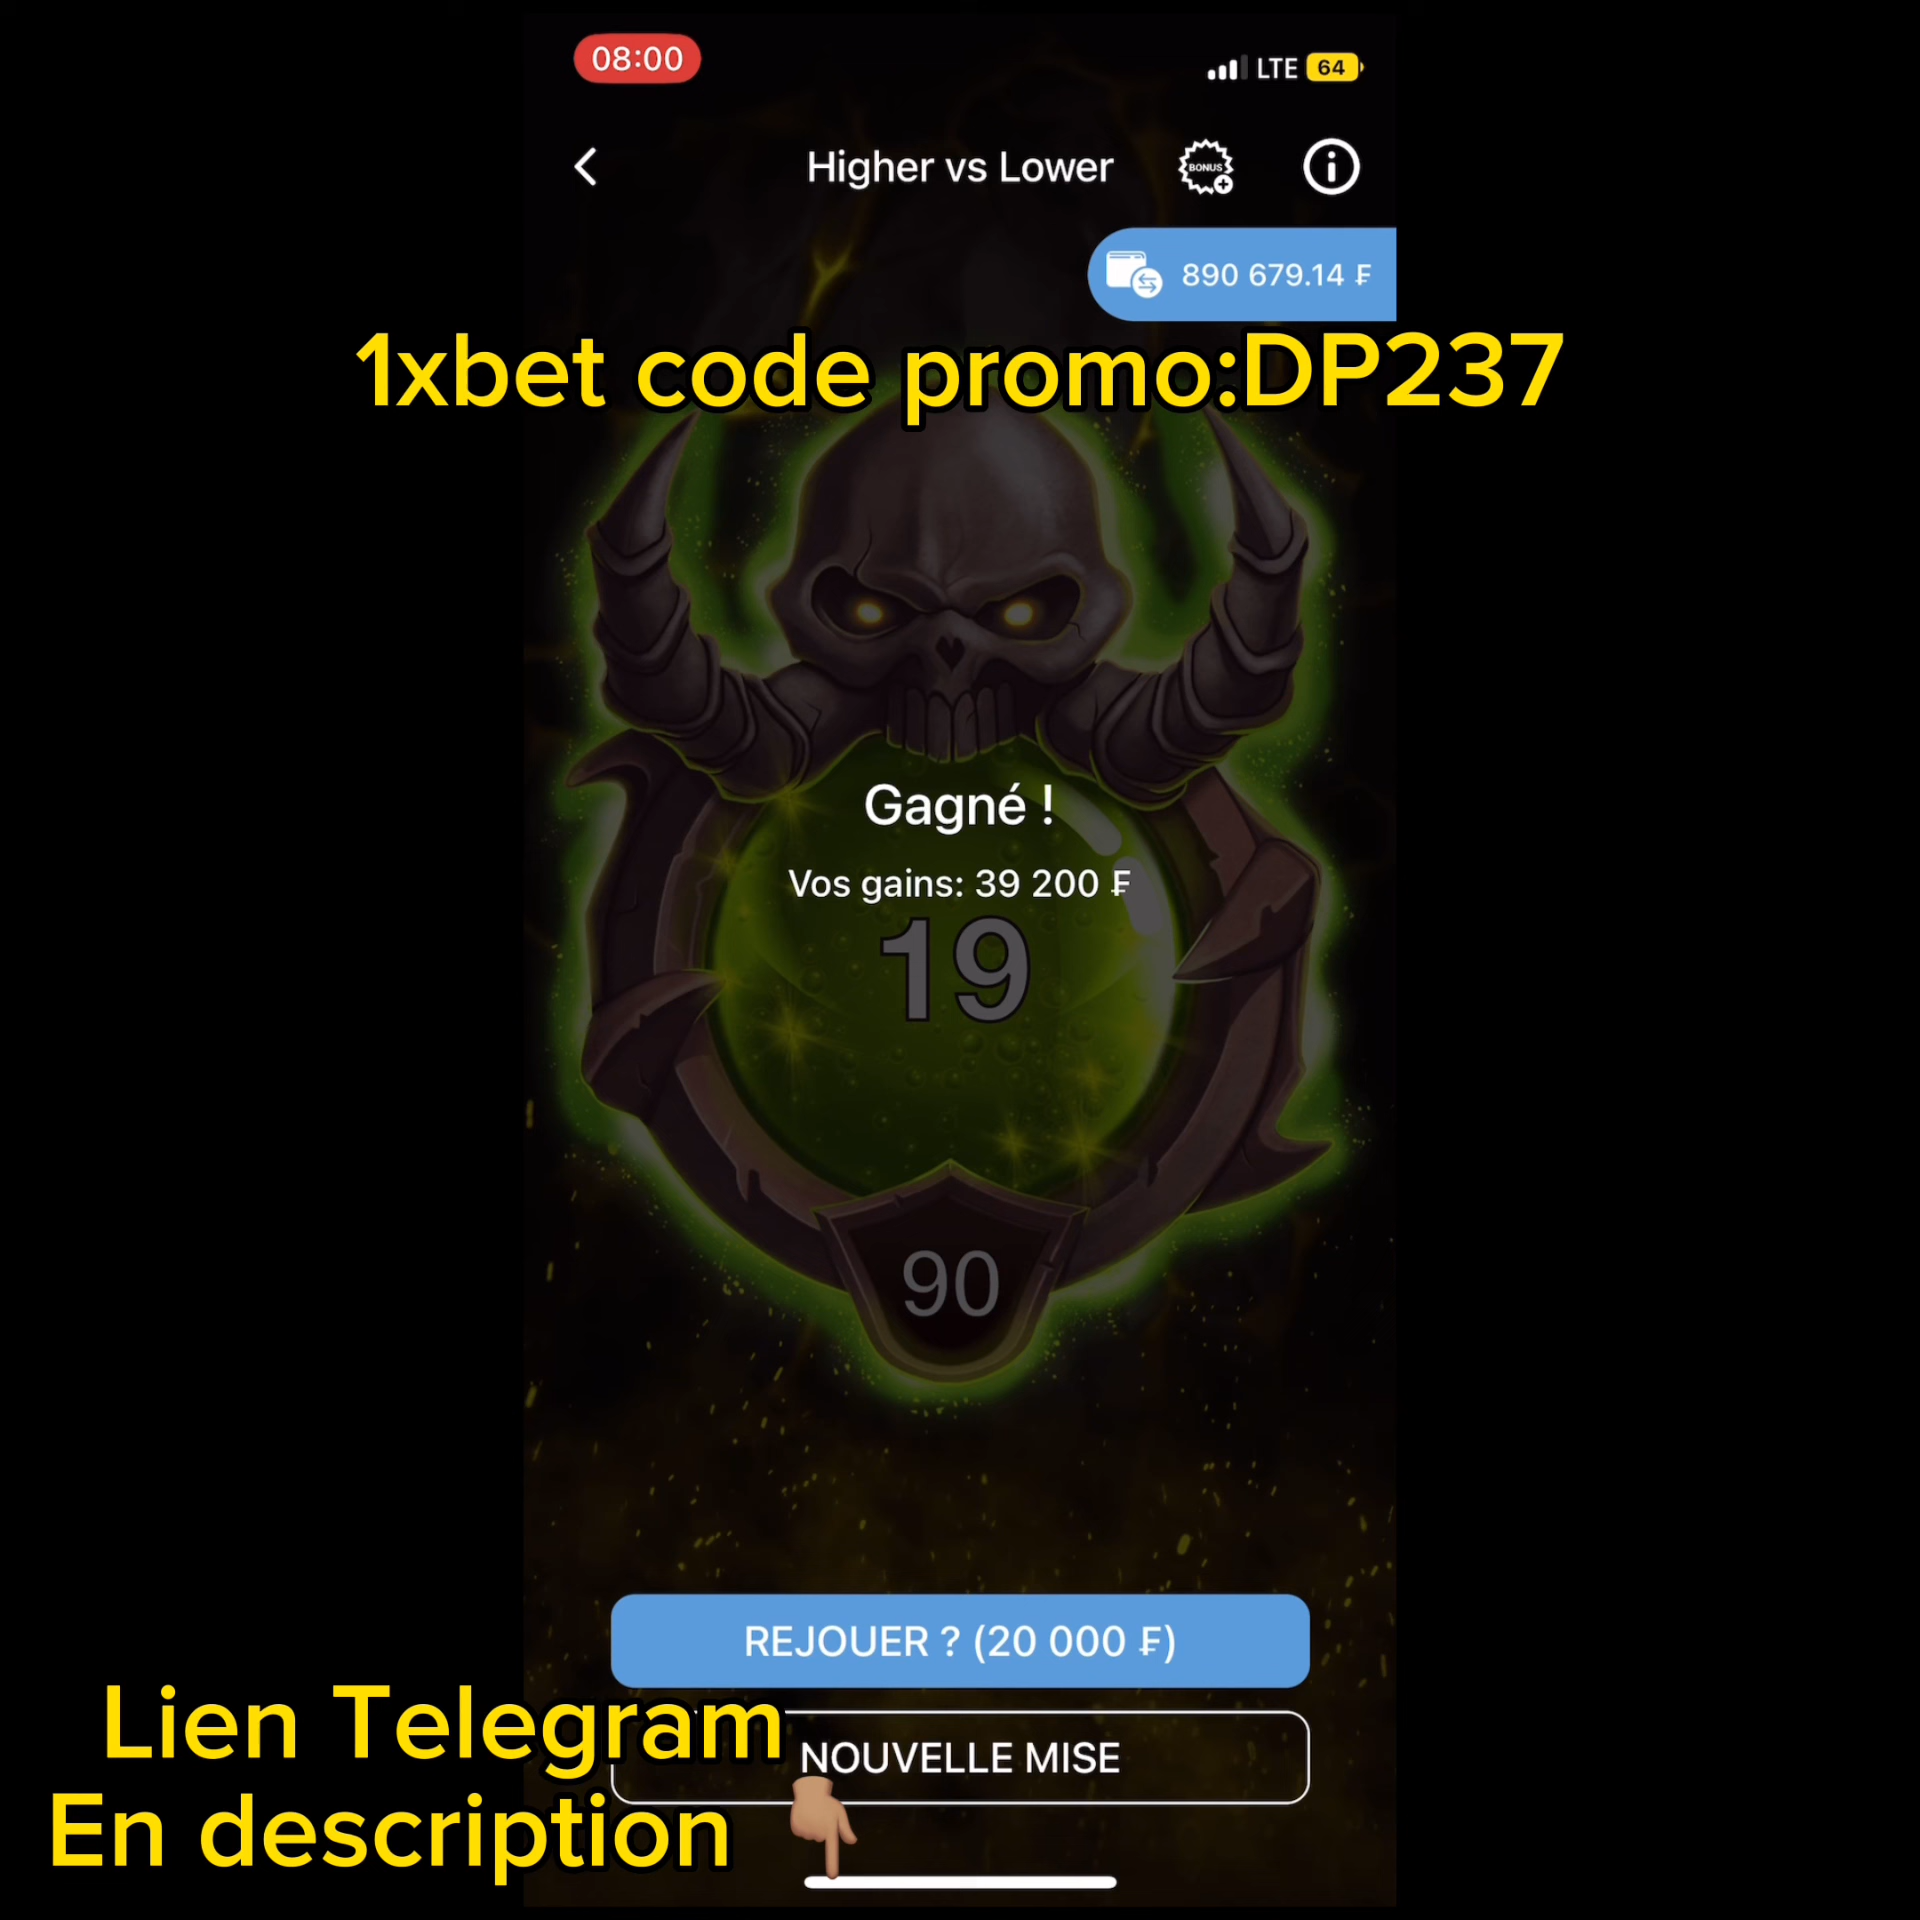 08:00
LTE 64
Higher vs Lower
BONUS
890 679.14 ₣
1xbet code promo:DP237
Gagné !
Vos gains: 39 200 ₣
19
90
REJOUER ? (20 000 ₣)
Lien Telegram
NOUVELLE MISE
En description